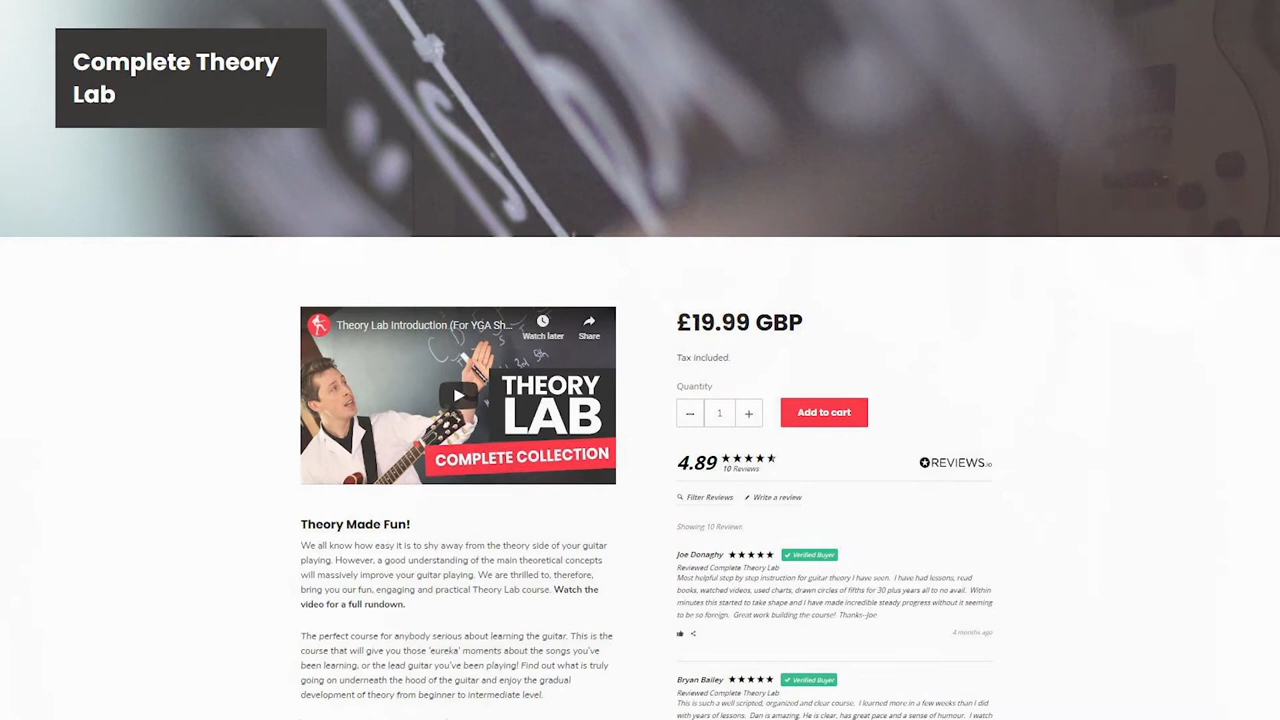 Complete Theory
Lab
Theory Lab Introduction (For YGA Sh...
Watch later
Share
THEORY
LAB
COMPLETE COLLECTION
Theory Made Fun!
We all know how easy it is to shy away from the theory side of your guitar
playing. However, a good understanding of the main theoretical concepts
will massively improve your guitar playing. We are thrilled to, therefore,
bring you our fun, engaging and practical Theory Lab course. Watch the
video for a full rundown.
The perfect course for anybody serious about learning the guitar. This is the
course that will give you those 'eureka' moments about the songs you've
been learning, or the lead guitar you've been playing! Find out what is truly
going on underneath the hood of the guitar and enjoy the gradual
development of theory from beginner to intermediate level.
£19.99 GBP
Tax included.
Quantity
− 1 +
Add to cart
4.89
10 Reviews
REVIEWS.io
Filter Reviews
Write a review
Showing 10 Reviews
Joe Donaghy
Verified Buyer
Reviewed Complete Theory Lab
Most helpful step by step instruction for guitar theory I have seen. I have had lessons, read
books, watched videos, used charts, drawn circles of fifths for 30 plus years all to no avail. Within
minutes this started to take shape and I have made incredible steady progress without it seeming
to be so foreign. Great work building the course! Thanks--Joe
4 months ago
Bryan Bailey
Verified Buyer
Reviewed Complete Theory Lab
This is such a well scripted, organized and clear course. I learned more in a few weeks than I did
with years of lessons. Dan is amazing. He is clear, has great pace and a sense of humour. I watch